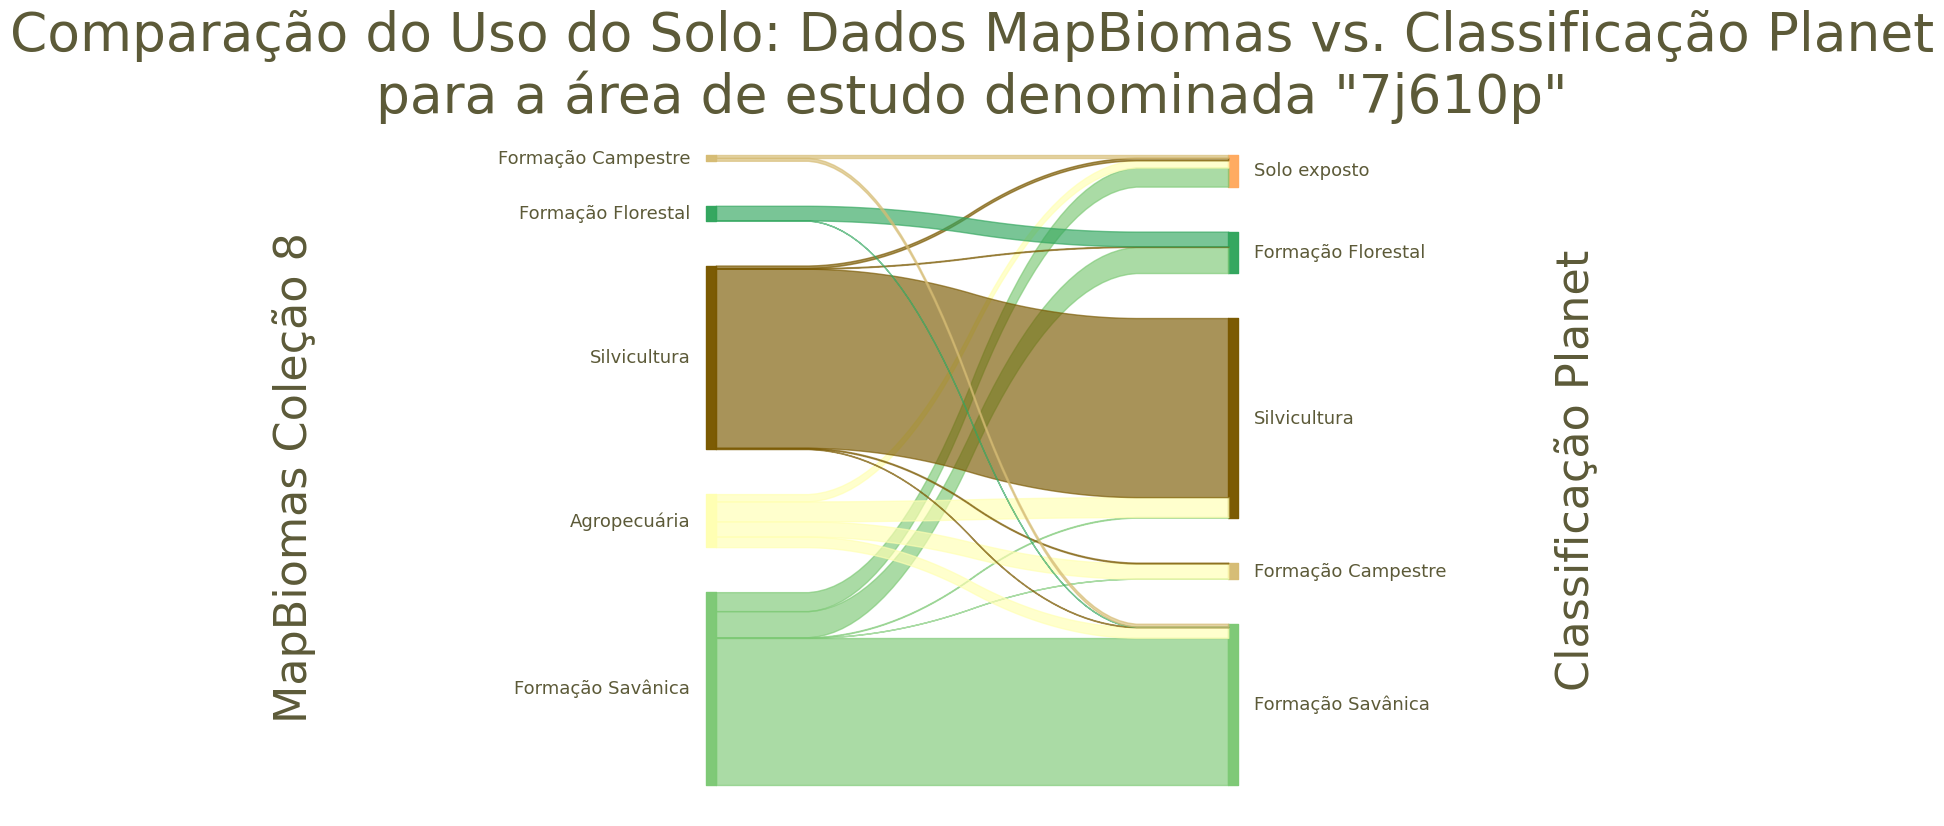 Comparação do Uso do Solo: Dados MapBiomas vs. Classificação Planet
para a área de estudo denominada "7j610p"
MapBiomas Coleção 8
Formação Campestre
Formação Florestal
Silvicultura
Agropecuária
Formação Savânica
Solo exposto
Formação Florestal
Silvicultura
Formação Campestre
Formação Savânica
Classificação Planet